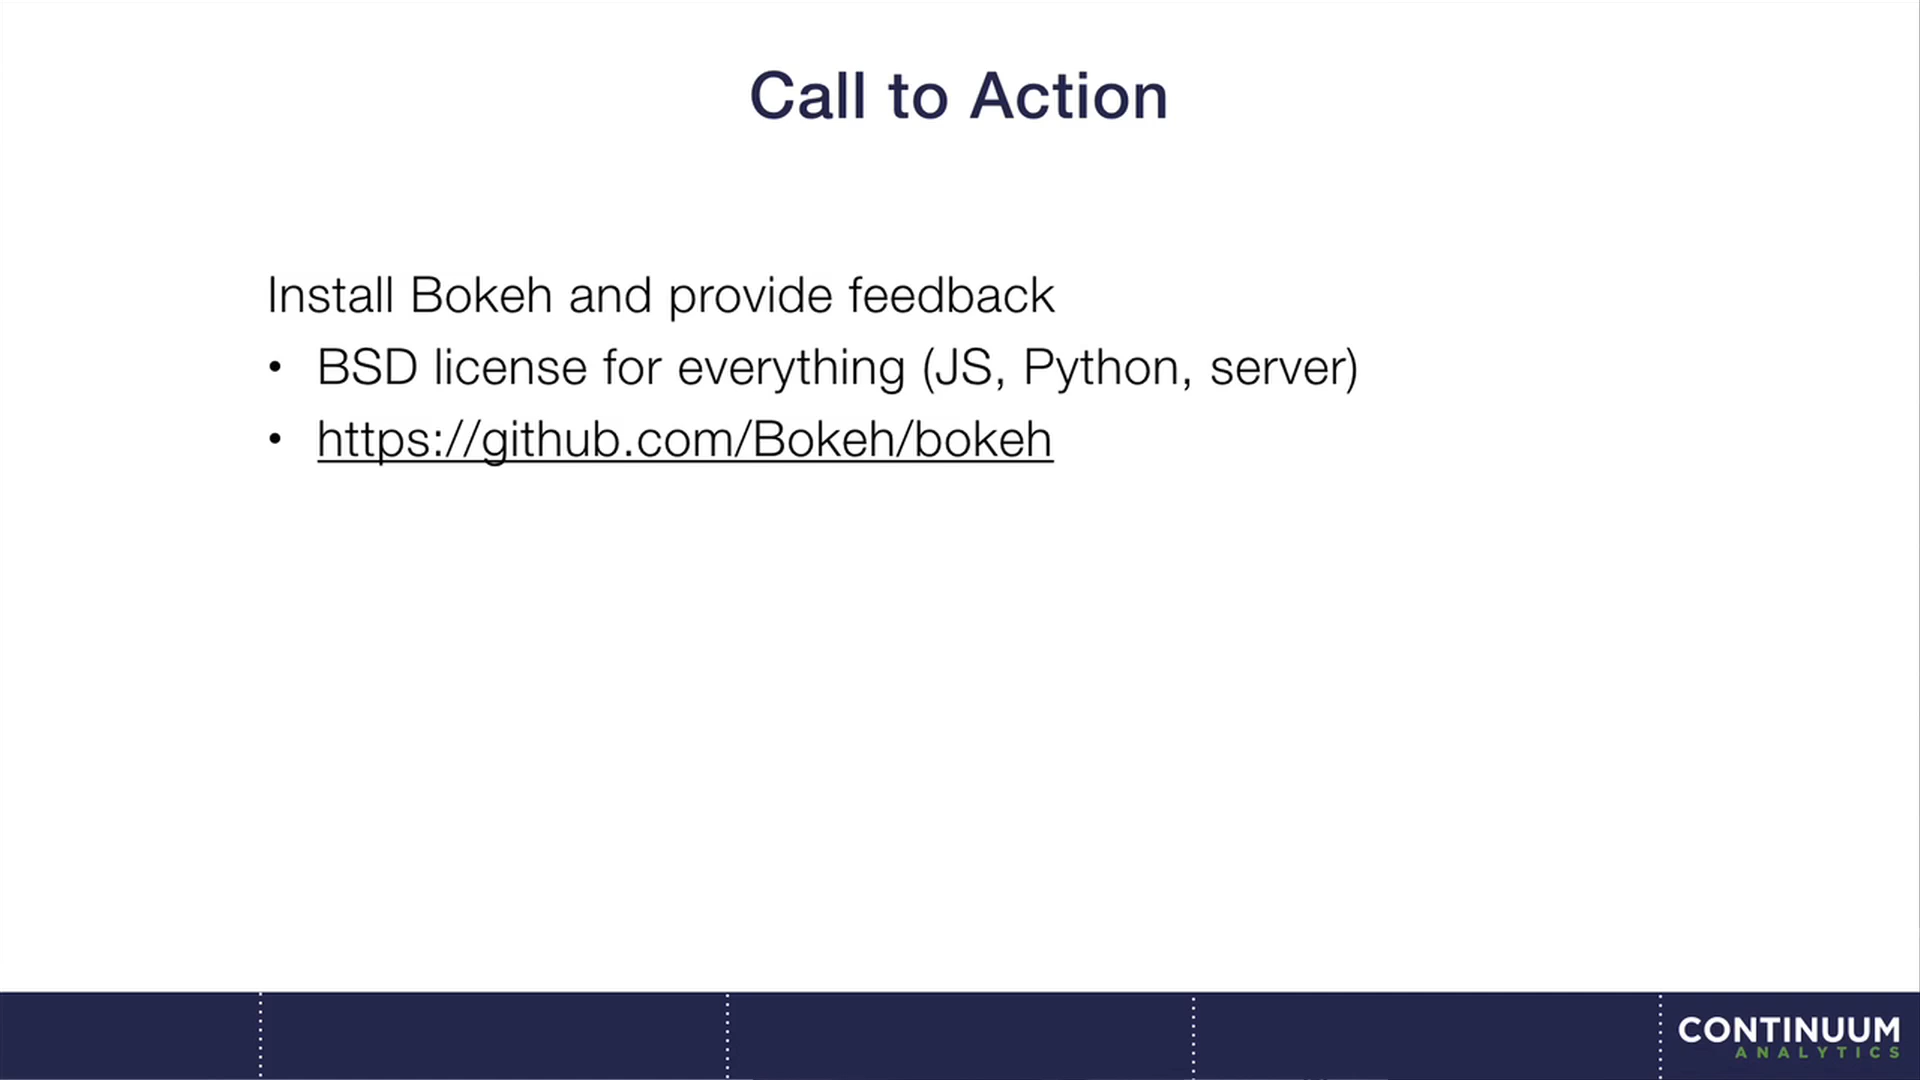 Call to Action
Install Bokeh and provide feedback
• BSD license for everything (JS, Python, server)
• https://github.com/Bokeh/bokeh
CONTINUUM
ANALYTICS